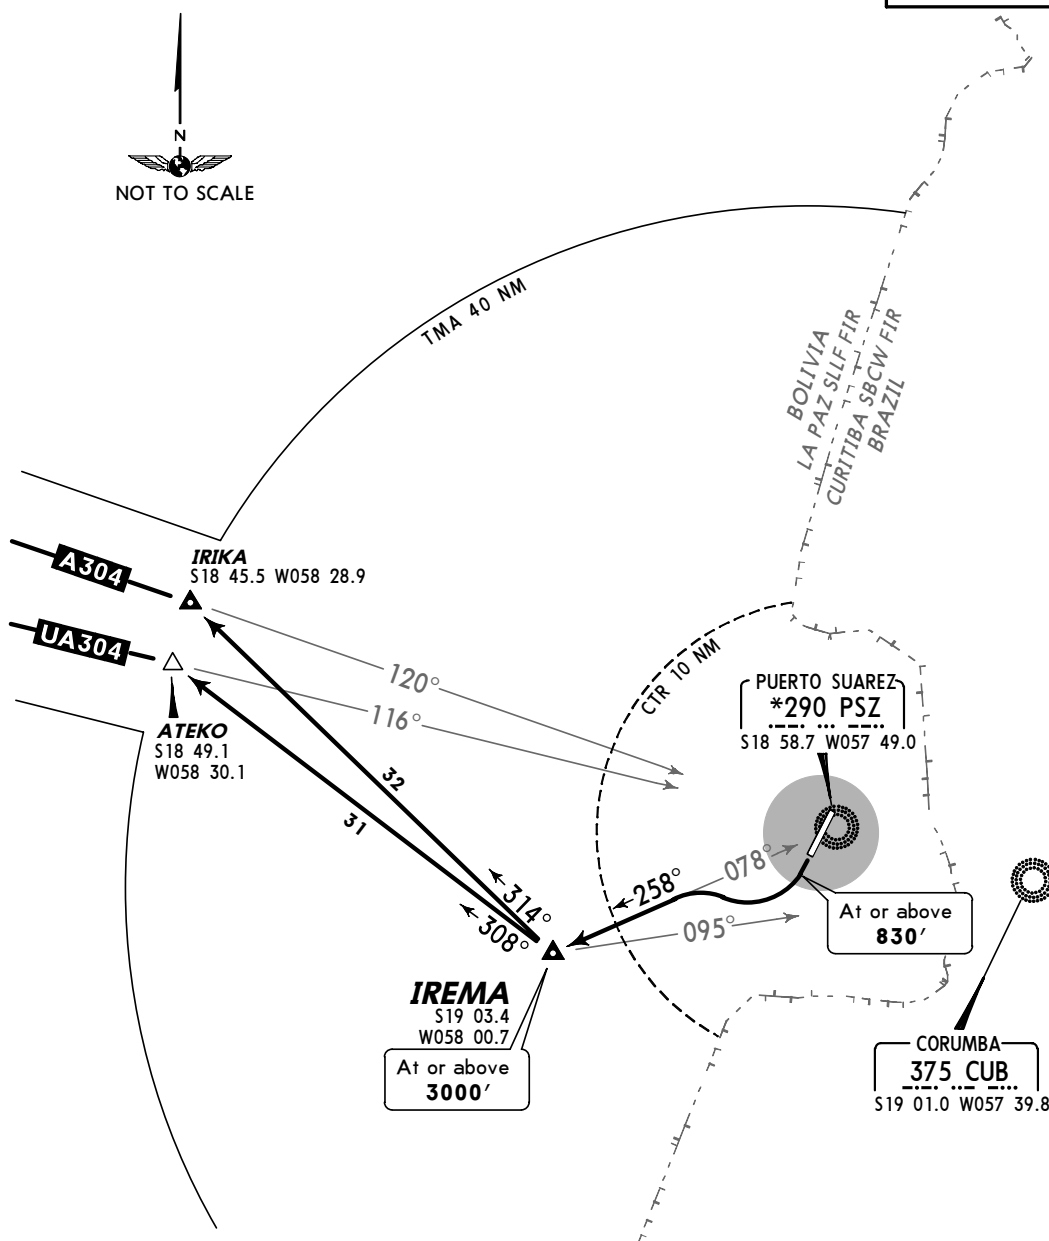 N
NOT TO SCALE
TMA 40 NM
BOLIVIA
LA PAZ SLLF FIR
CURITIBA SBCW FIR
BRAZIL
A304
IRIKA
S18 45.5 W058 28.9
UA304
ATEKO
S18 49.1
W058 30.1
120°
116°
CTR 10 NM
PUERTO SUAREZ
*290 PSZ
S18 58.7 W057 49.0
32
31
314°
308°
258°
078°
095°
At or above
830′
IREMA
S19 03.4
W058 00.7
At or above
3000′
CORUMBA
375 CUB
S19 01.0 W057 39.8